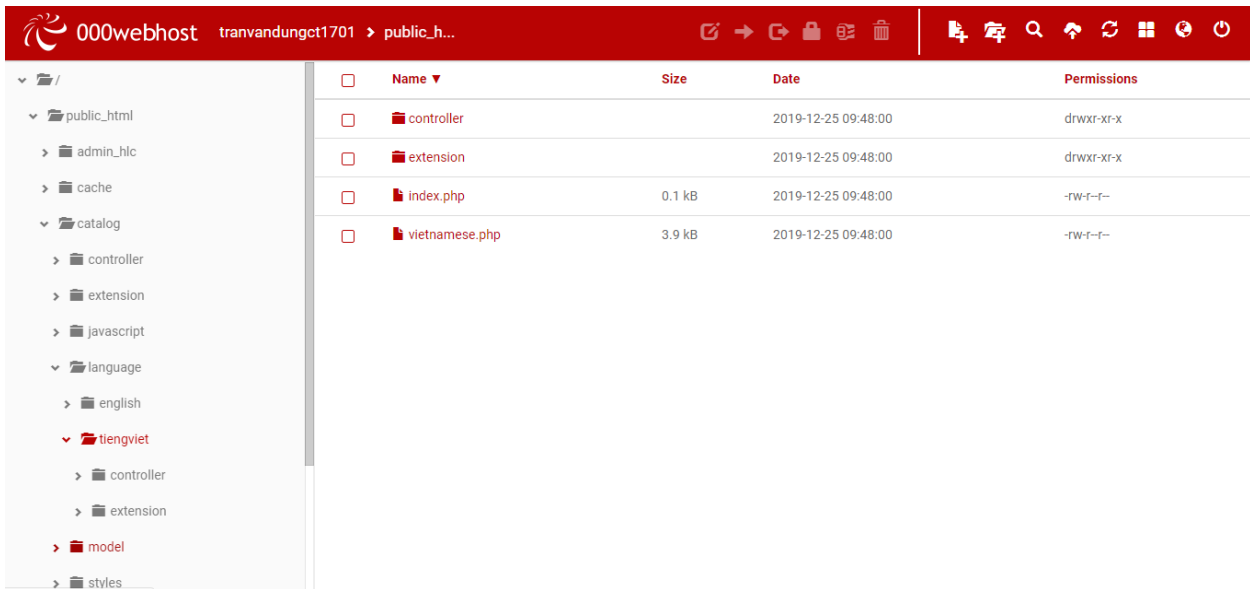 000webhost tranvandungct1701 > public_h...
/
public_html
admin_hlc
cache
catalog
controller
extension
javascript
language
english
tiengviet
controller
extension
model
styles
Name ▼ Size Date Permissions
controller 2019-12-25 09:48:00 drwxr-xr-x
extension 2019-12-25 09:48:00 drwxr-xr-x
index.php 0.1 kB 2019-12-25 09:48:00 -rw-r--r--
vietnamese.php 3.9 kB 2019-12-25 09:48:00 -rw-r--r--